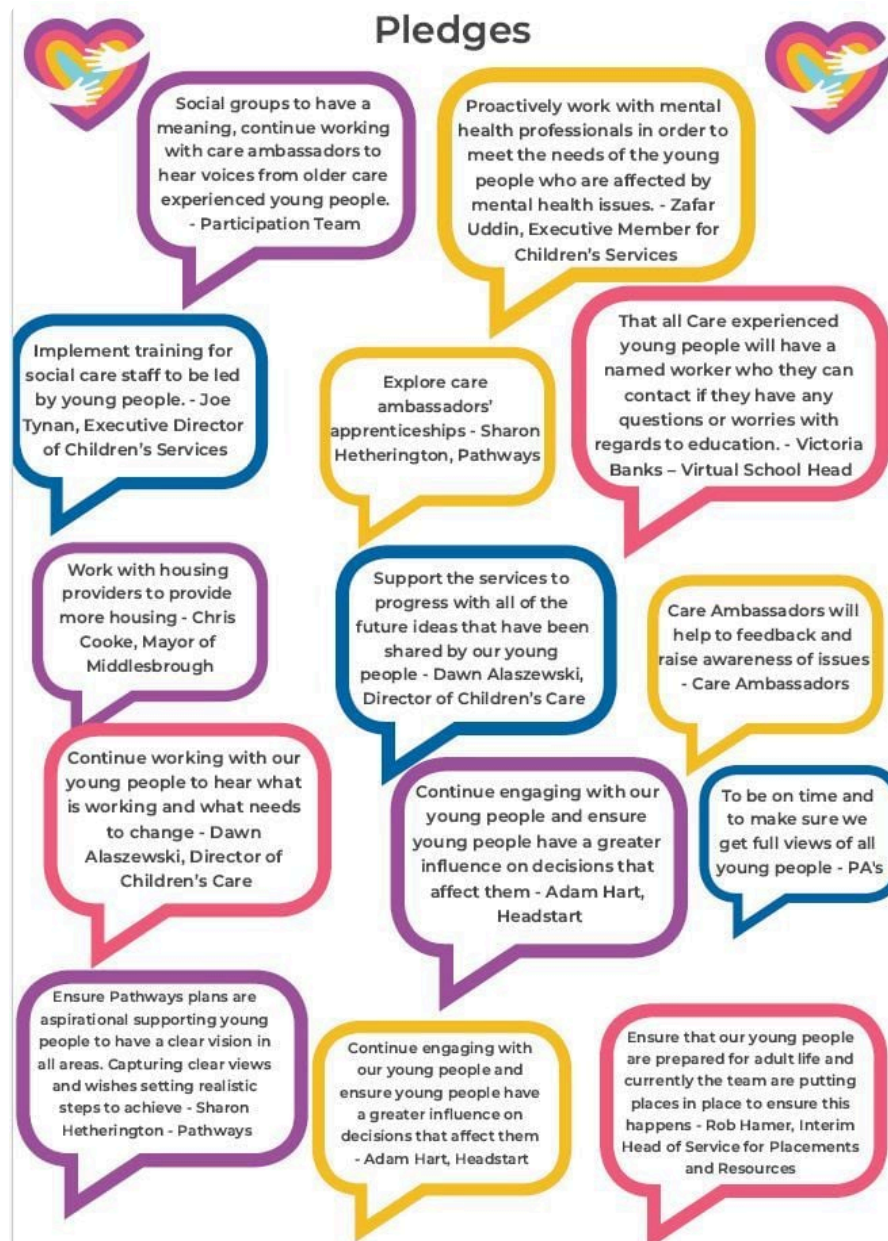 Pledges
Social groups to have a
meaning, continue working
with care ambassadors to
hear voices from older care
experienced young people.
- Participation Team
Proactively work with mental
health professionals in order to
meet the needs of the young
people who are affected by
mental health issues. - Zafar
Uddin, Executive Member for
Children's Services
Implement training for
social care staff to be led
by young people. - Joe
Tynan, Executive Director
of Children's Services
Explore care
ambassadors'
apprenticeships - Sharon
Hetherington, Pathways
That all Care experienced
young people will have a
named worker who they can
contact if they have any
questions or worries with
regards to education. - Victoria
Banks – Virtual School Head
Work with housing
providers to provide
more housing - Chris
Cooke, Mayor of
Middlesbrough
Support the services to
progress with all of the
future ideas that have been
shared by our young
people - Dawn Alaszewski,
Director of Children's Care
Care Ambassadors will
help to feedback and
raise awareness of issues
- Care Ambassadors
Continue working with our
young people to hear what
is working and what needs
to change - Dawn
Alaszewski, Director of
Children's Care
Continue engaging with our
young people and ensure
young people have a greater
influence on decisions that
affect them - Adam Hart,
Headstart
To be on time and
to make sure we
get full views of all
young people - PA's
Ensure Pathways plans are
aspirational supporting young
people to have a clear vision in
all areas. Capturing clear views
and wishes setting realistic
steps to achieve - Sharon
Hetherington - Pathways
Continue engaging with
our young people and
ensure young people have
a greater influence on
decisions that affect them
- Adam Hart, Headstart
Ensure that our young people
are prepared for adult life and
currently the team are putting
places in place to ensure this
happens - Rob Hamer, Interim
Head of Service for Placements
and Resources